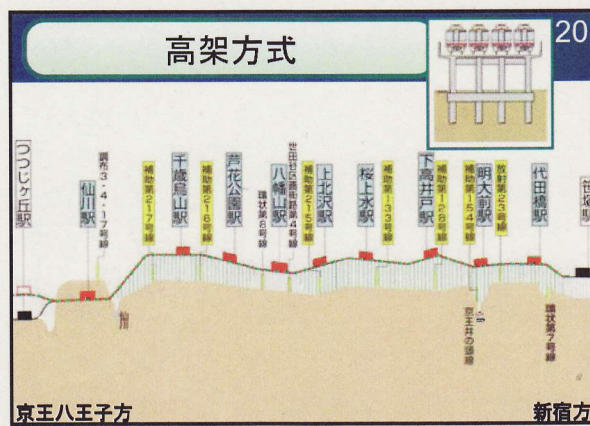 高架方式
20
つつじヶ丘駅
仙川駅
調布3・4・17号線
補助第217号線
千歳烏山駅
補助第216号線
芦花公園駅
環状第8号線
八幡山駅
世田谷区画街路第4号線
補助第215号線
上北沢駅
桜上水駅
補助第133号線
下高井戸駅
補助第128号線
補助第154号線
明大前駅
放射第23号線
代田橋駅
笹塚駅
仙川
京王井の頭線
環状第7号線
京王八王子方
新宿方